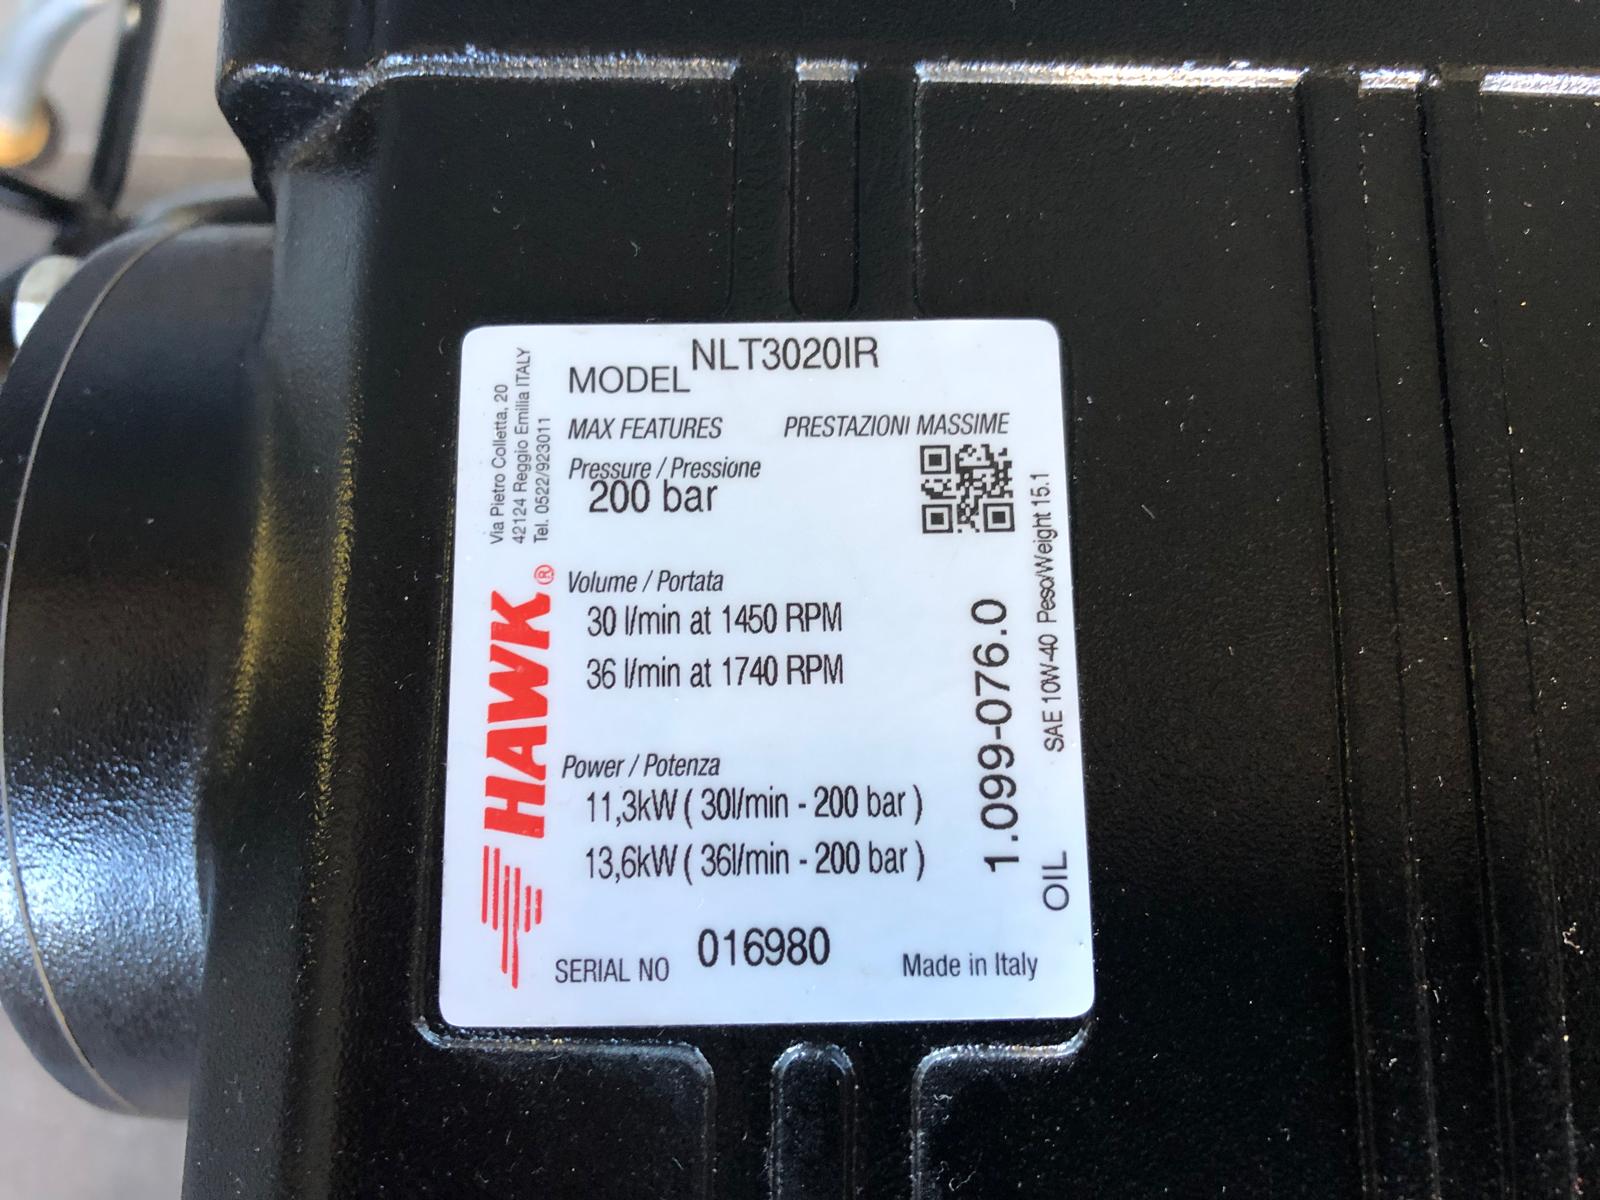 MODEL NLT3020IR
MAX FEATURES PRESTAZIONI MASSIME
Pressure / Pressione
200 bar
Volume / Portata
30 l/min at 1450 RPM
36 l/min at 1740 RPM
Power / Potenza
11,3kW ( 30l/min - 200 bar )
13,6kW ( 36l/min - 200 bar )
SERIAL NO 016980
Made in Italy
HAWK®
Via Pietro Colletta, 20
42124 Reggio Emilia ITALY
Tel. 0522/923011
1.099-076.0
OIL SAE 10W-40 Peso/Weight 15.1